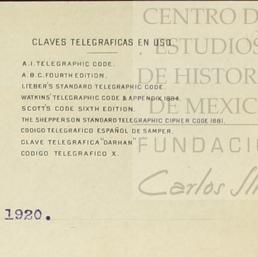 CENTRO D
CLAVES TELEGRAFICAS EN USO.
ESTUDIOS
A.I. TELEGRAPHIC CODE.
DE HISTOR
A.B.C. FOURTH EDITION.
LIEBER'S STANDARD TELEGRAPHIC CODE.
WATKINS' TELEGRAPHIC CODE & APPENDIX 1884.
DE MEXIC
SCOTT'S CODE SIXTH EDITION.
THE SHEPPERSON STANDARD TELEGRAPHIC CIPHER CODE 1881.
CODIGO TELEGRAFICO ESPAÑOL DE SAMPER.
FUNDACI
CLAVE TELEGRAFICA "DARHAN"
CODIGO TELEGRAFICO X.
Carlos Sl
1920.